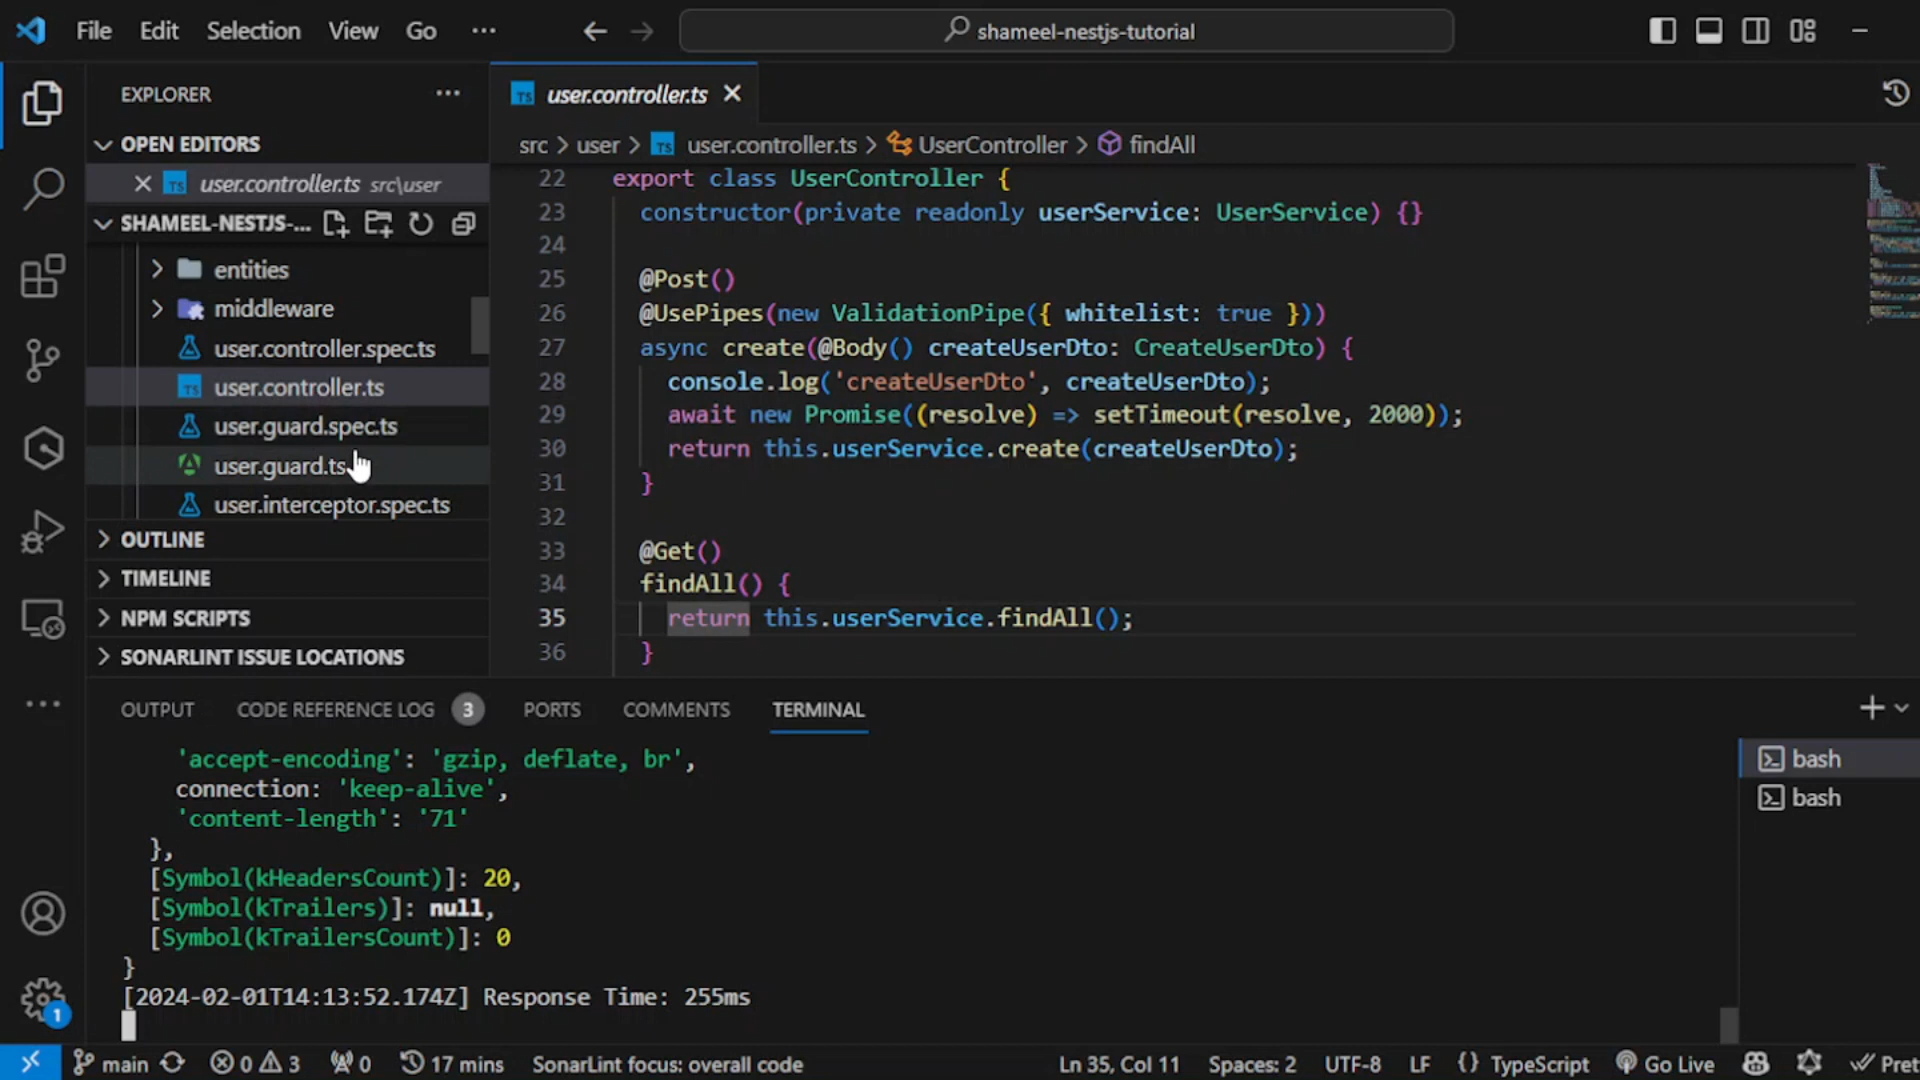 File Edit Selection View Go ···
shameel-nestjs-tutorial
EXPLORER ···
OPEN EDITORS
TS user.controller.ts src\user
SHAMEEL-NESTJS-...
entities
middleware
user.controller.spec.ts
TS user.controller.ts
user.guard.spec.ts
user.guard.ts
user.interceptor.spec.ts
OUTLINE
TIMELINE
NPM SCRIPTS
SONARLINT ISSUE LOCATIONS
TS user.controller.ts
src > user > TS user.controller.ts > UserController > findAll
22 export class UserController {
23 constructor(private readonly userService: UserService) {}
24
25 @Post()
26 @UsePipes(new ValidationPipe({ whitelist: true }))
27 async create(@Body() createUserDto: CreateUserDto) {
28 console.log('createUserDto', createUserDto);
29 await new Promise((resolve) => setTimeout(resolve, 2000));
30 return this.userService.create(createUserDto);
31 }
32
33 @Get()
34 findAll() {
35 return this.userService.findAll();
36 }
OUTPUT CODE REFERENCE LOG 3 PORTS COMMENTS TERMINAL
'accept-encoding': 'gzip, deflate, br',
connection: 'keep-alive',
'content-length': '71'
},
[Symbol(kHeadersCount)]: 20,
[Symbol(kTrailers)]: null,
[Symbol(kTrailersCount)]: 0
}
[2024-02-01T14:13:52.174Z] Response Time: 255ms
bash
bash
1
main 0 3 0 17 mins SonarLint focus: overall code Ln 35, Col 11 Spaces: 2 UTF-8 LF {} TypeScript Go Live Pret